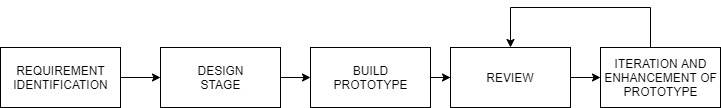 REQUIREMENT
IDENTIFICATION
DESIGN
STAGE
BUILD
PROTOTYPE
REVIEW
ITERATION AND
ENHANCEMENT OF
PROTOTYPE